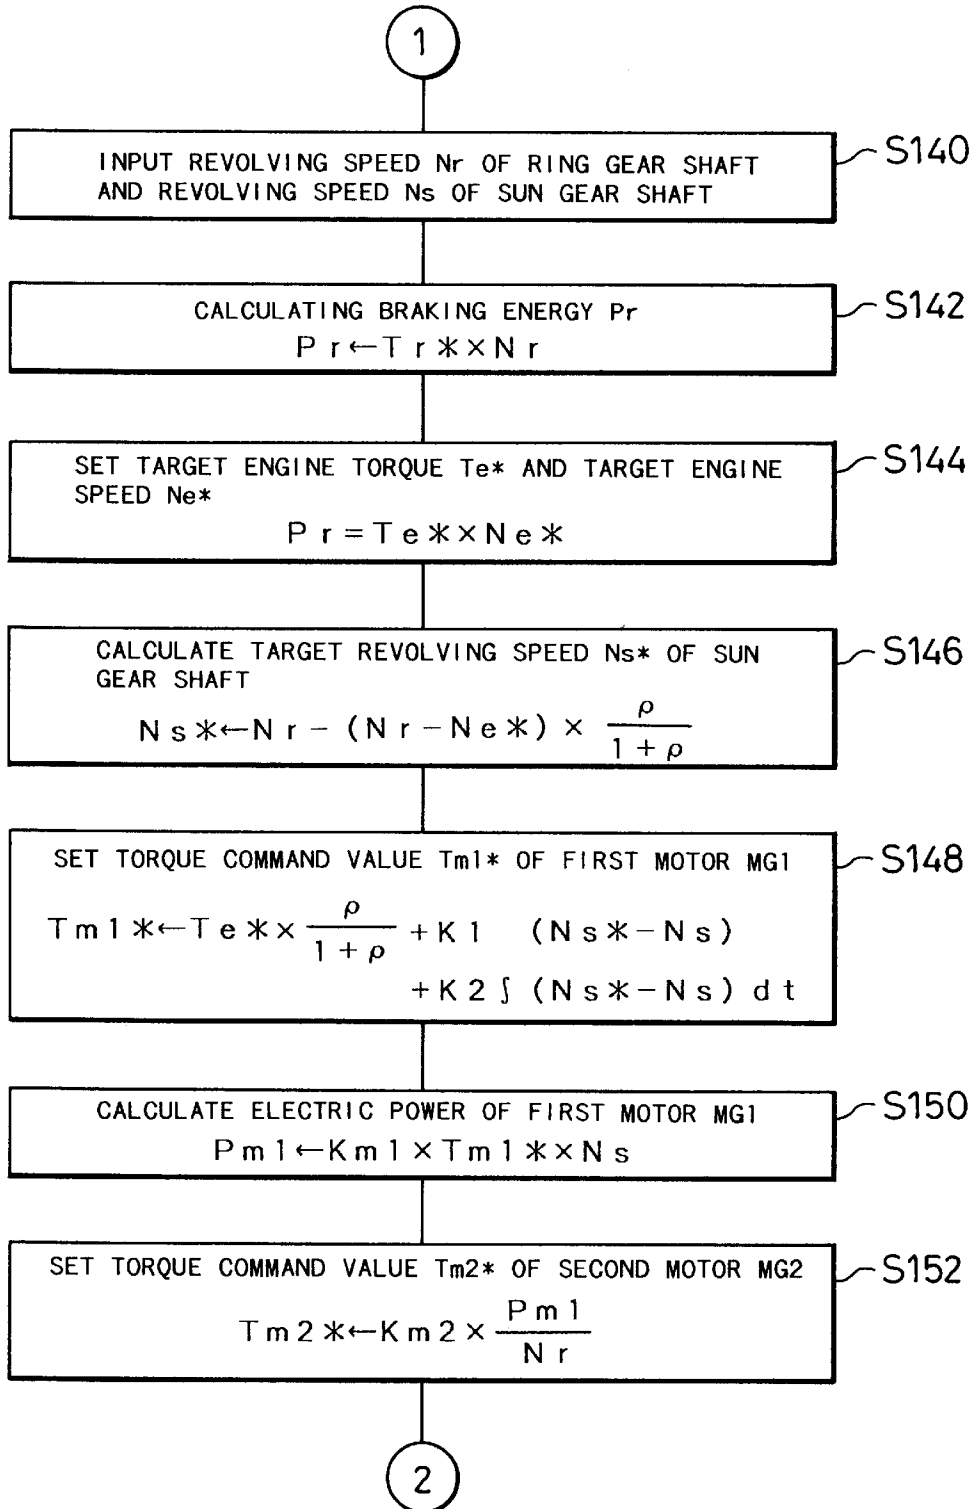 1
INPUT REVOLVING SPEED Nr OF RING GEAR SHAFT
AND REVOLVING SPEED Ns OF SUN GEAR SHAFT
S140
CALCULATING BRAKING ENERGY Pr
Pr←Tr*×Nr
S142
SET TARGET ENGINE TORQUE Te* AND TARGET ENGINE
SPEED Ne*
Pr=Te*×Ne*
S144
CALCULATE TARGET REVOLVING SPEED Ns* OF SUN
GEAR SHAFT
Ns*←Nr-(Nr-Ne*)× ρ/1+ρ
S146
SET TORQUE COMMAND VALUE Tm1* OF FIRST MOTOR MG1
Tm1*←Te*× ρ/1+ρ +K1 (Ns*-Ns)
+K2∫(Ns*-Ns)dt
S148
CALCULATE ELECTRIC POWER OF FIRST MOTOR MG1
Pm1←Km1×Tm1*×Ns
S150
SET TORQUE COMMAND VALUE Tm2* OF SECOND MOTOR MG2
Tm2*←Km2× Pm1/Nr
S152
2